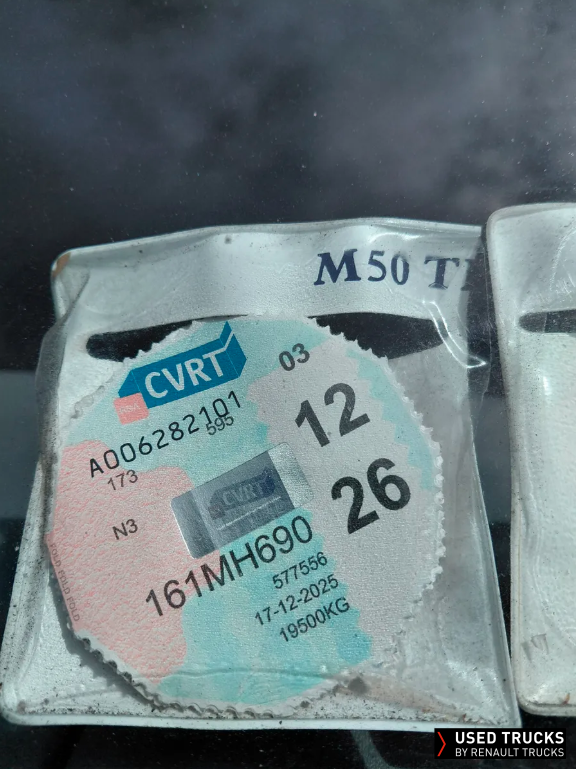 M50 T
CVRT
03
A006282101
595
12
173
26
CVRT
N3
161MH690
577556
17-12-2025
19500KG
USED TRUCKS
BY RENAULT TRUCKS